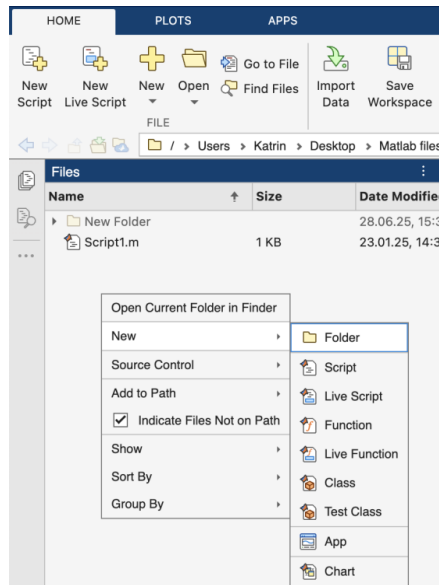 HOME PLOTS APPS
New Script
New Live Script
New
Open
Go to File
Find Files
Import Data
Save Workspace
FILE
/ > Users > Katrin > Desktop > Matlab files
Files
Name Size Date Modifie
New Folder 28.06.25, 15:3
Script1.m 1 KB 23.01.25, 14:3
Open Current Folder in Finder
New
Source Control
Add to Path
Indicate Files Not on Path
Show
Sort By
Group By
Folder
Script
Live Script
Function
Live Function
Class
Test Class
App
Chart